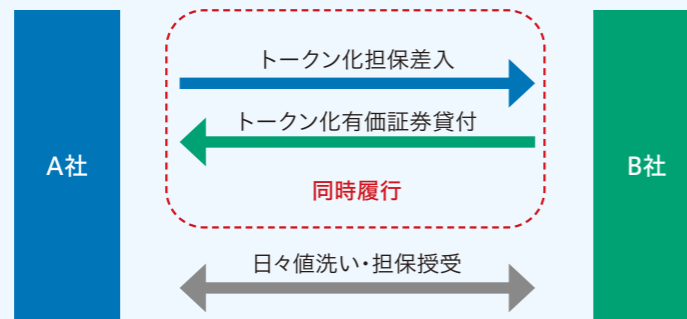 A社
トークン化担保差入
トークン化有価証券貸付
同時履行
日々値洗い・担保授受
B社